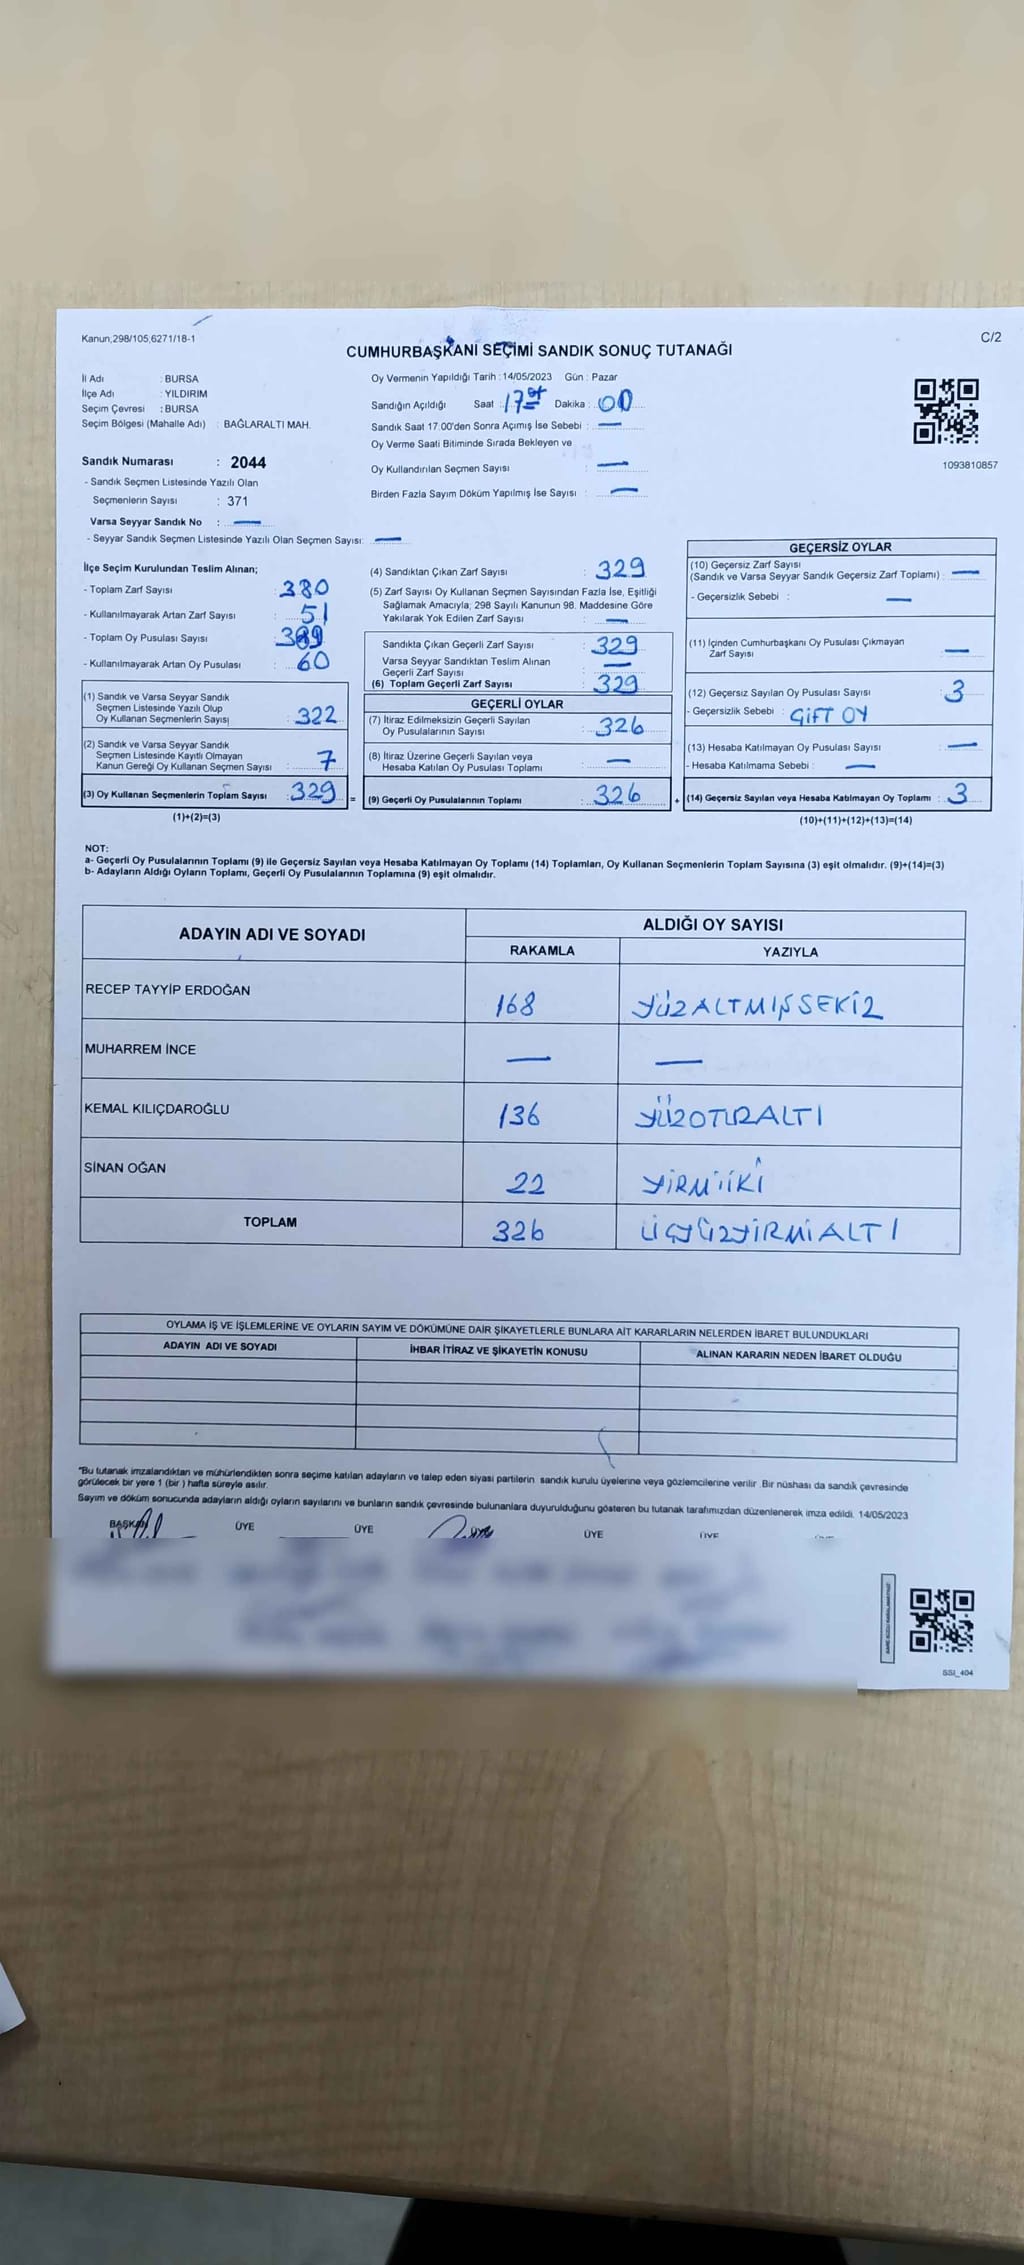 Kanun,298/105,6271/18-1
C/2
CUMHURBAŞKANI SEÇİMİ SANDIK SONUÇ TUTANAĞI
İl Adı : BURSA
İlçe Adı : YILDIRIM
Seçim Çevresi : BURSA
Seçim Bölgesi (Mahalle Adı) : BAĞLARALTI MAH.
Sandık Numarası : 2044
- Sandık Seçmen Listesinde Yazılı Olan
Seçmenlerin Sayısı : 371
Varsa Seyyar Sandık No : —
- Seyyar Sandık Seçmen Listesinde Yazılı Olan Seçmen Sayısı: —
Oy Vermenin Yapıldığı Tarih : 14/05/2023 Gün : Pazar
Sandığın Açıldığı Saat : 17 Dakika : 00
Sandık Saat 17.00'den Sonra Açımış İse Sebebi : —
Oy Verme Saati Bitiminde Sırada Bekleyen ve
Oy Kullandırılan Seçmen Sayısı : —
Birden Fazla Sayım Döküm Yapılmış İse Sayısı : —
1093810857
İlçe Seçim Kurulundan Teslim Alınan;
- Toplam Zarf Sayısı : 380
- Kullanılmayarak Artan Zarf Sayısı : 51
- Toplam Oy Pusulası Sayısı : 389
- Kullanılmayarak Artan Oy Pusulası : 60
(1) Sandık ve Varsa Seyyar Sandık
Seçmen Listesinde Yazılı Olup
Oy Kullanan Seçmenlerin Sayısı : 322
(2) Sandık ve Varsa Seyyar Sandık
Seçmen Listesinde Kayıtlı Olmayan
Kanun Gereği Oy Kullanan Seçmen Sayısı : 7
(3) Oy Kullanan Seçmenlerin Toplam Sayısı : 329 =
(1)+(2)=(3)
(4) Sandıktan Çıkan Zarf Sayısı : 329
(5) Zarf Sayısı Oy Kullanan Seçmen Sayısından Fazla İse, Eşitliği
Sağlamak Amacıyla; 298 Sayılı Kanunun 98. Maddesine Göre
Yakılarak Yok Edilen Zarf Sayısı : —
Sandıkta Çıkan Geçerli Zarf Sayısı : 329
Varsa Seyyar Sandıktan Teslim Alınan
Geçerli Zarf Sayısı : —
(6) Toplam Geçerli Zarf Sayısı : 329
GEÇERLİ OYLAR
(7) İtiraz Edilmeksizin Geçerli Sayılan
Oy Pusulalarının Sayısı : 326
(8) İtiraz Üzerine Geçerli Sayılan veya
Hesaba Katılan Oy Pusulası Toplamı : —
(9) Geçerli Oy Pusulalarının Toplamı : 326 +
GEÇERSİZ OYLAR
(10) Geçersiz Zarf Sayısı
(Sandık ve Varsa Seyyar Sandık Geçersiz Zarf Toplamı) : —
- Geçersizlik Sebebi : —
(11) İçinden Cumhurbaşkanı Oy Pusulası Çıkmayan
Zarf Sayısı : —
(12) Geçersiz Sayılan Oy Pusulası Sayısı : 3
- Geçersizlik Sebebi : ÇİFT OY
(13) Hesaba Katılmayan Oy Pusulası Sayısı : —
- Hesaba Katılmama Sebebi : —
(14) Geçersiz Sayılan veya Hesaba Katılmayan Oy Toplamı : 3
(10)+(11)+(12)+(13)=(14)
NOT:
a- Geçerli Oy Pusulalarının Toplamı (9) ile Geçersiz Sayılan veya Hesaba Katılmayan Oy Toplamı (14) Toplamları, Oy Kullanan Seçmenlerin Toplam Sayısına (3) eşit olmalıdır. (9)+(14)=(3)
b- Adayların Aldığı Oyların Toplamı, Geçerli Oy Pusulalarının Toplamına (9) eşit olmalıdır.
ADAYIN ADI VE SOYADI ALDIĞI OY SAYISI
RAKAMLA YAZIYLA
RECEP TAYYİP ERDOĞAN 168 YÜZALTMIŞSEKİZ
MUHARREM İNCE — —
KEMAL KILIÇDAROĞLU 136 YÜZOTUZALTI
SİNAN OĞAN 22 YİRMİİKİ
TOPLAM 326 ÜÇYÜZYİRMİALTI
OYLAMA İŞ VE İŞLEMLERİNE VE OYLARIN SAYIM VE DÖKÜMÜNE DAİR ŞİKAYETLERLE BUNLARA AİT KARARLARIN NELERDEN İBARET BULUNDUKLARI
ADAYIN ADI VE SOYADI İHBAR İTİRAZ VE ŞİKAYETİN KONUSU ALINAN KARARIN NEDEN İBARET OLDUĞU
"Bu tutanak imzalandıktan ve mühürlendikten sonra seçime katılan adayların ve talep eden siyasi partilerin sandık kurulu üyelerine veya gözlemcilerine verilir. Bir nüshası da sandık çevresinde
görülecek bir yere 1 (bir ) hafta süreyle asılır.
Sayım ve döküm sonucunda adayların aldığı oyların sayılarını ve bunların sandık çevresinde bulunanlara duyurulduğunu gösteren bu tutanak tarafımızdan düzenlenerek imza edildi. 14/05/2023
BAŞKAN ÜYE ÜYE ÜYE ÜYE ÜYE
SSI_404